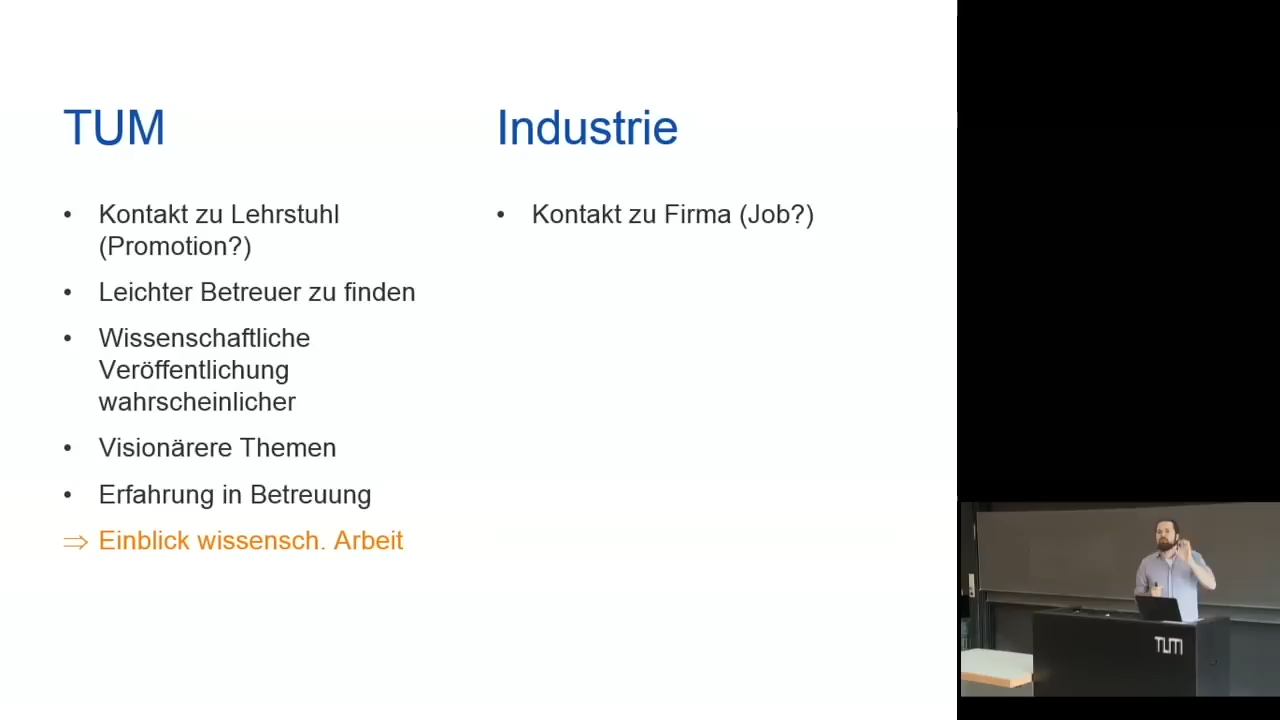 TUM
• Kontakt zu Lehrstuhl
(Promotion?)
• Leichter Betreuer zu finden
• Wissenschaftliche
Veröffentlichung
wahrscheinlicher
• Visionärere Themen
• Erfahrung in Betreuung
⇒ Einblick wissensch. Arbeit
Industrie
• Kontakt zu Firma (Job?)
TUM